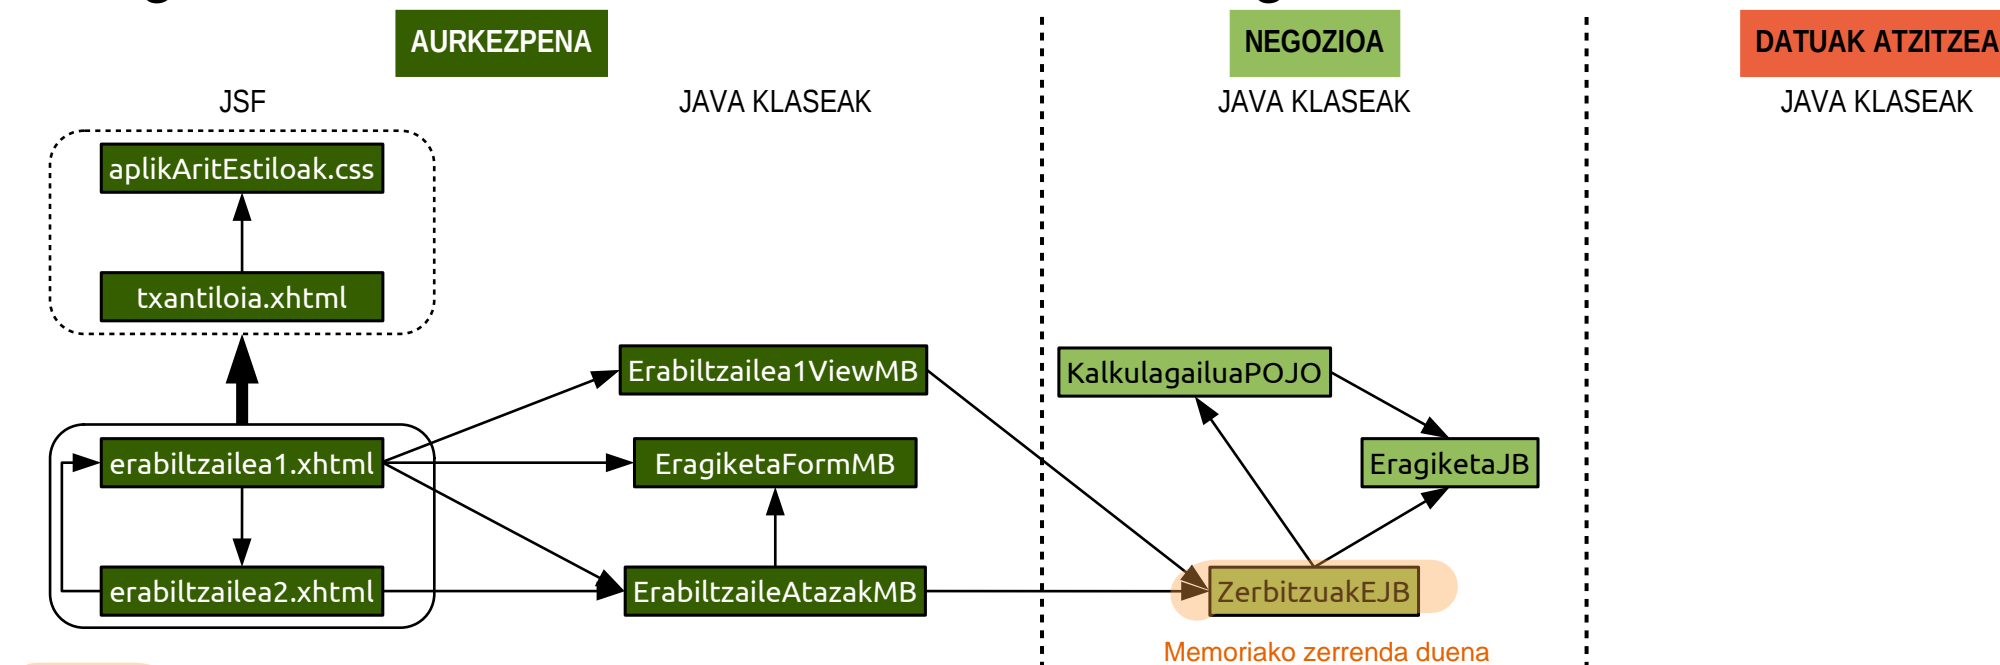 AURKEZPENA
NEGOZIOA
DATUAK ATZITZEA
JSF
JAVA KLASEAK
JAVA KLASEAK
JAVA KLASEAK
aplikAritEstiloak.css
txantiloia.xhtml
Erabiltzailea1ViewMB
KalkulagailuaPOJO
erabiltzailea1.xhtml
EragiketaFormMB
EragiketaJB
erabiltzailea2.xhtml
ErabiltzaileAtazakMB
ZerbitzuakEJB
Memoriako zerrenda duena